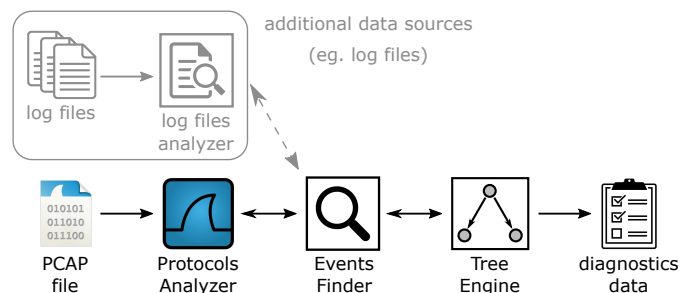 additional data sources
(eg. log files)
log files
log files
analyzer
010101
011010
011100
PCAP
file
Protocols
Analyzer
Events
Finder
Tree
Engine
diagnostics
data